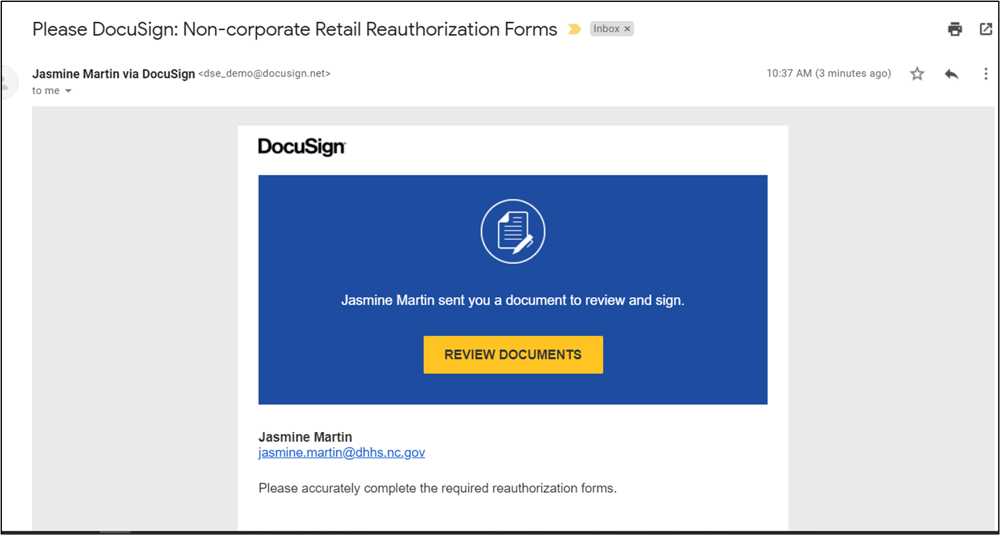 Please DocuSign: Non-corporate Retail Reauthorization Forms Inbox ×
Jasmine Martin via DocuSign <dse_demo@docusign.net> 10:37 AM (3 minutes ago)
to me
DocuSign
Jasmine Martin sent you a document to review and sign.
REVIEW DOCUMENTS
Jasmine Martin
jasmine.martin@dhhs.nc.gov
Please accurately complete the required reauthorization forms.